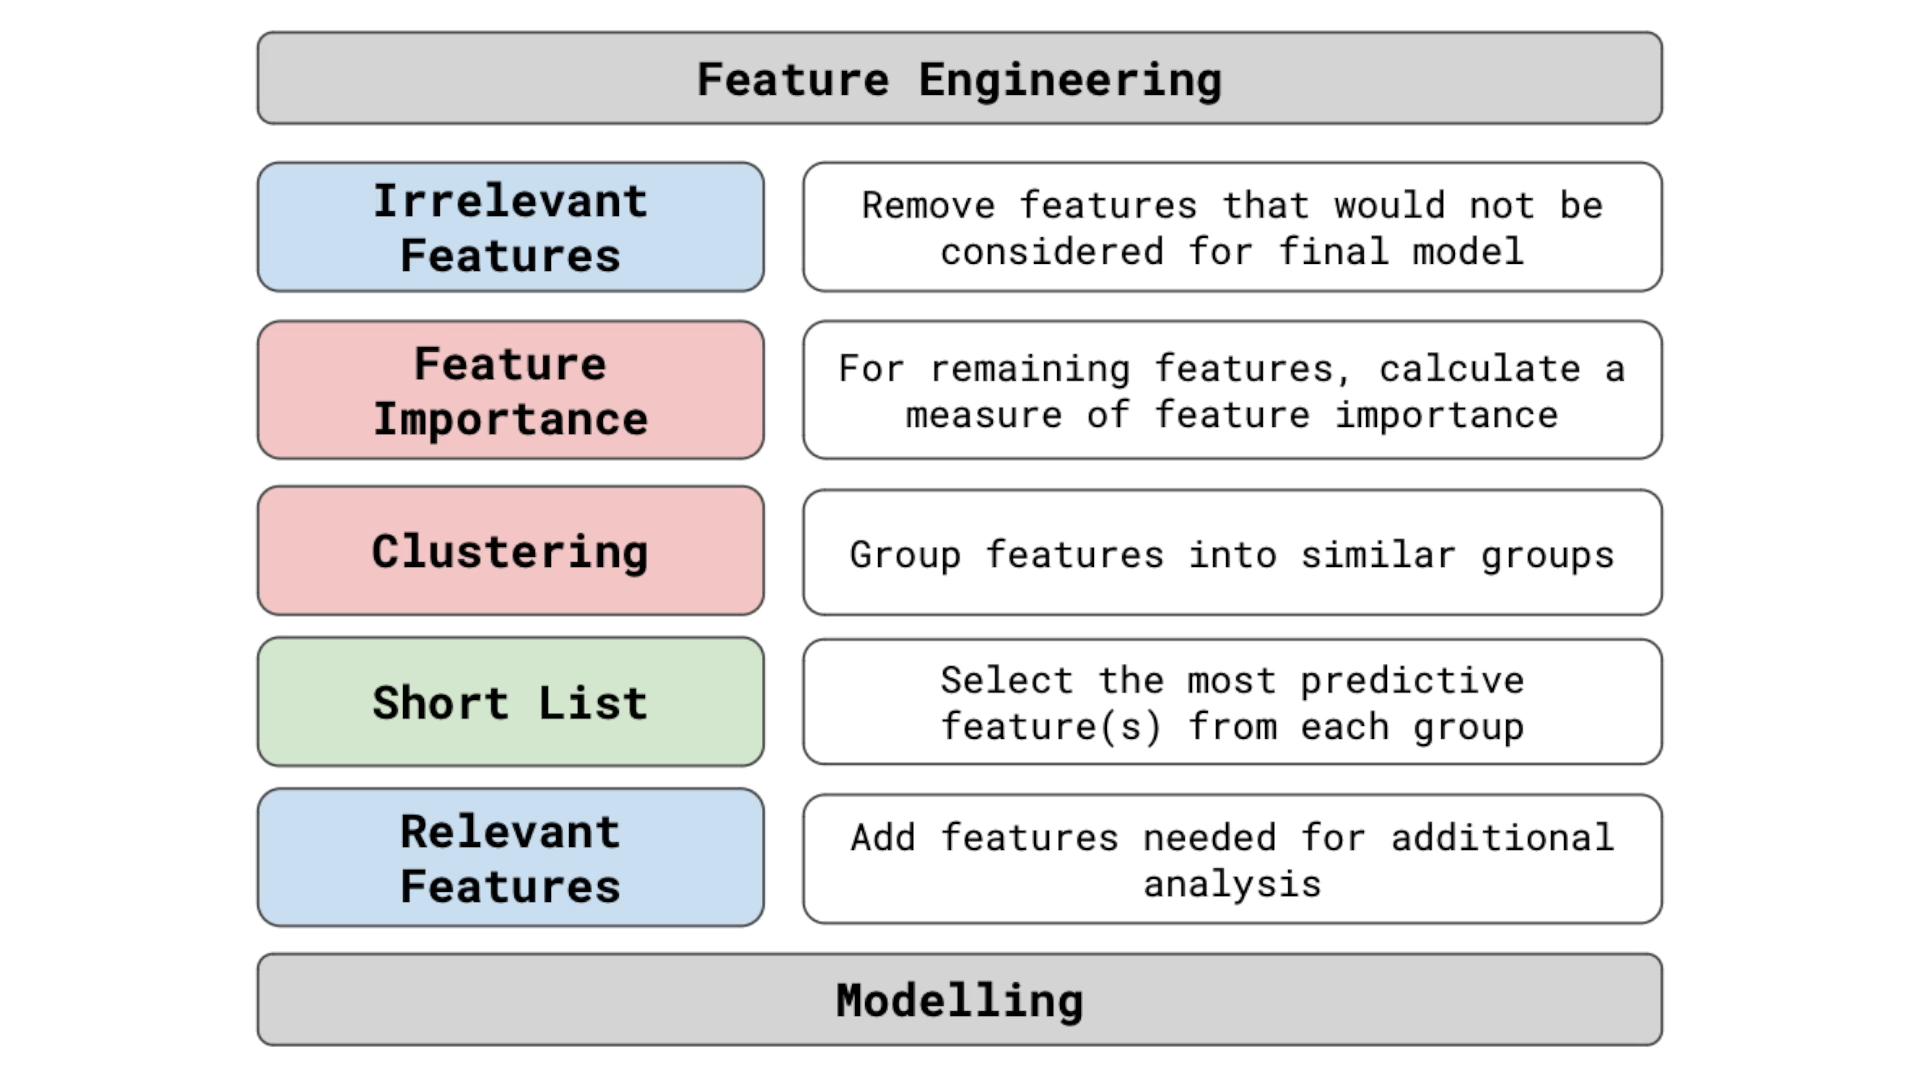 Feature Engineering
Irrelevant
Features
Remove features that would not be
considered for final model
Feature
Importance
For remaining features, calculate a
measure of feature importance
Clustering
Group features into similar groups
Short List
Select the most predictive
feature(s) from each group
Relevant
Features
Add features needed for additional
analysis
Modelling